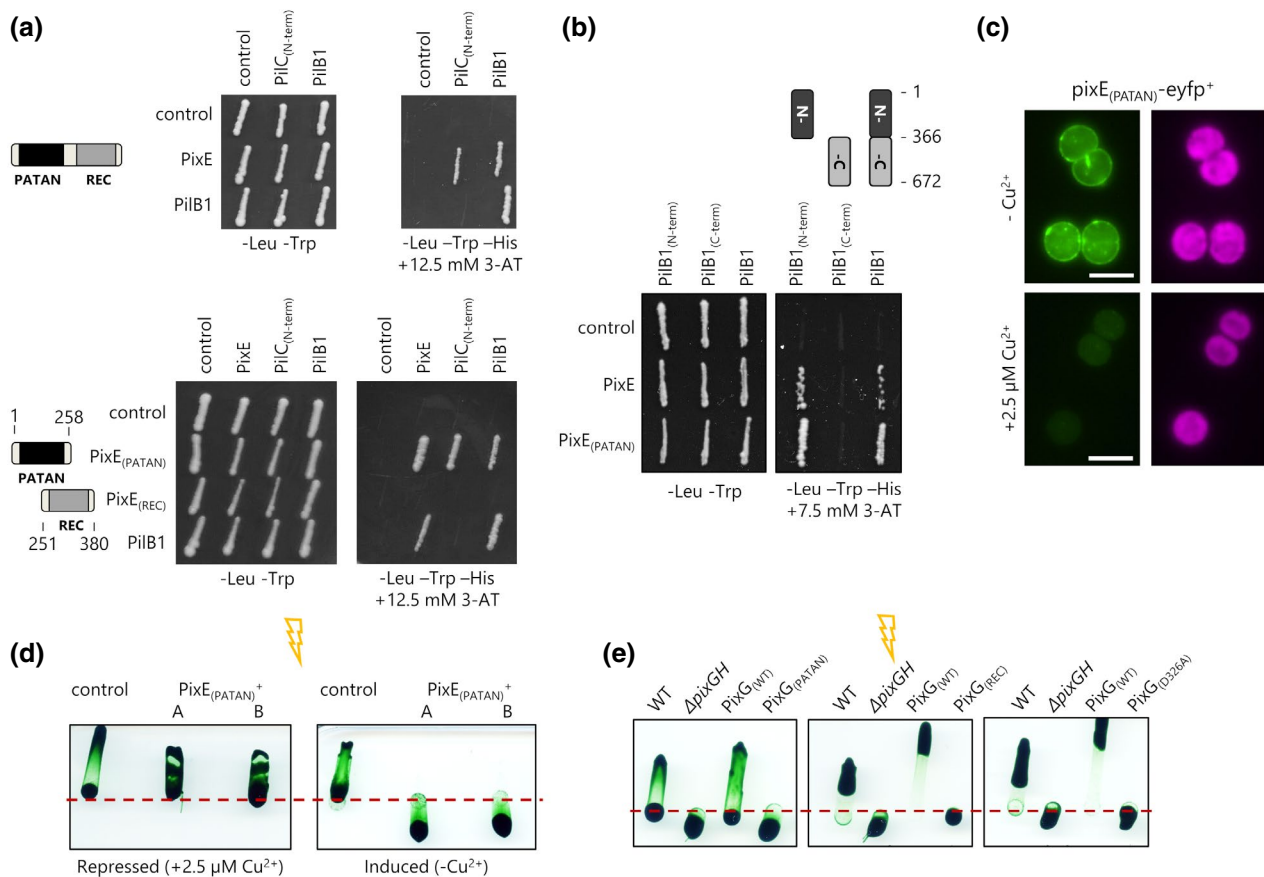 (a)
control
PilC(N-term)
PilB1
control
PilC(N-term)
PilB1
control
PixE
PilB1
PATAN
REC
-Leu -Trp
-Leu –Trp –His
+12.5 mM 3-AT
control
PixE
PilC(N-term)
PilB1
control
PixE
PilC(N-term)
PilB1
control
PixE(PATAN)
PixE(REC)
PilB1
1
258
PATAN
REC
251
380
-Leu -Trp
-Leu –Trp –His
+12.5 mM 3-AT
(b)
N-
N-
-C
-C
- 1
- 366
- 672
PilB1(N-term)
PilB1(C-term)
PilB1
PilB1(N-term)
PilB1(C-term)
PilB1
control
PixE
PixE(PATAN)
-Leu -Trp
-Leu –Trp –His
+7.5 mM 3-AT
(c)
pixE(PATAN)-eyfp⁺
- Cu²⁺
+2.5 µM Cu²⁺
(d)
control
PixE(PATAN)⁺
A
B
control
PixE(PATAN)⁺
A
B
Repressed (+2.5 µM Cu²⁺)
Induced (-Cu²⁺)
(e)
WT
ΔpixGH
PixG(WT)
PixG(PATAN)
WT
ΔpixGH
PixG(WT)
PixG(REC)
WT
ΔpixGH
PixG(WT)
PixG(D326A)